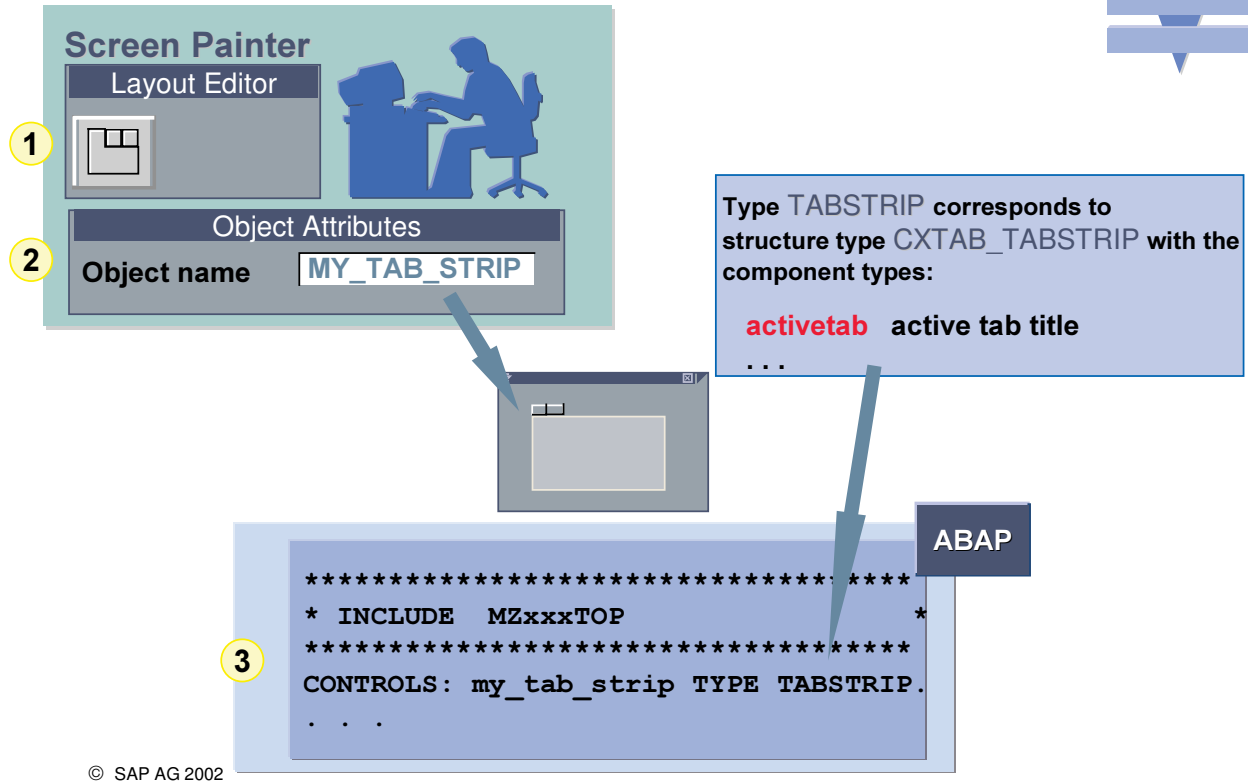 Screen Painter
Layout Editor
1
Object Attributes
2
Object name MY_TAB_STRIP
Type TABSTRIP corresponds to
structure type CXTAB_TABSTRIP with the
component types:
activetab active tab title
. . .
ABAP
************************************
* INCLUDE MZxxxTOP *
************************************
3
CONTROLS: my_tab_strip TYPE TABSTRIP.
. . .
© SAP AG 2002